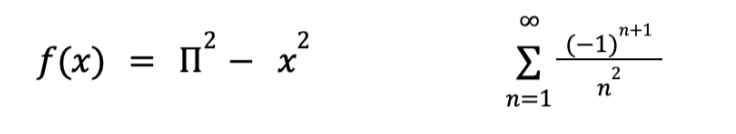 f(x) = Π² − x² ∑_{n=1}^{∞} (-1)^{n+1}/n²